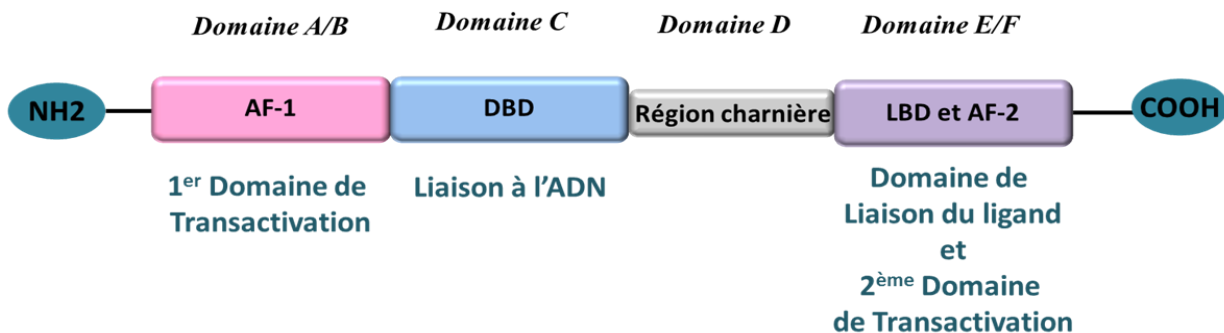 Domaine A/B
Domaine C
Domaine D
Domaine E/F
NH2
AF-1
DBD
Région charnière
LBD et AF-2
COOH
1er Domaine de
Transactivation
Liaison à l'ADN
Domaine de
Liaison du ligand
et
2ème Domaine
de Transactivation